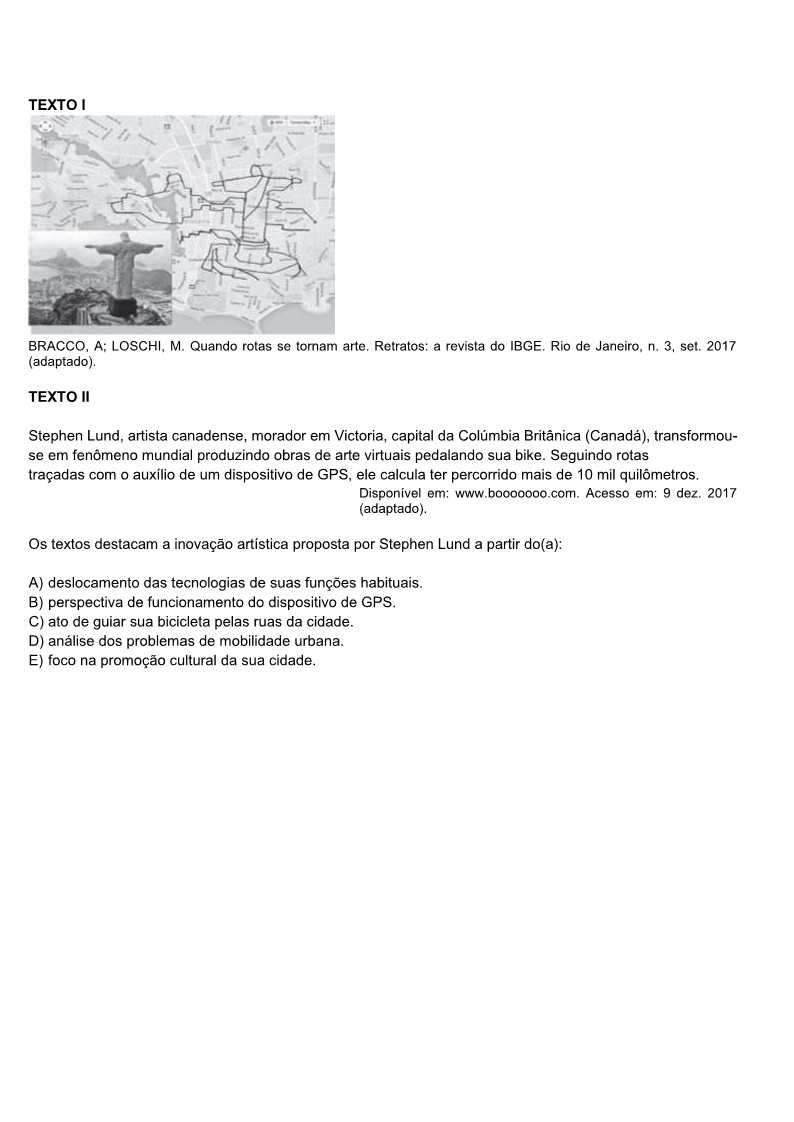 TEXTO I
BRACCO, A; LOSCHI, M. Quando rotas se tornam arte. Retratos: a revista do IBGE. Rio de Janeiro, n. 3, set. 2017
(adaptado).
TEXTO II
Stephen Lund, artista canadense, morador em Victoria, capital da Colúmbia Britânica (Canadá), transformou-
se em fenômeno mundial produzindo obras de arte virtuais pedalando sua bike. Seguindo rotas
traçadas com o auxílio de um dispositivo de GPS, ele calcula ter percorrido mais de 10 mil quilômetros.
Disponível em: www.booooooo.com. Acesso em: 9 dez. 2017
(adaptado).
Os textos destacam a inovação artística proposta por Stephen Lund a partir do(a):
A) deslocamento das tecnologias de suas funções habituais.
B) perspectiva de funcionamento do dispositivo de GPS.
C) ato de guiar sua bicicleta pelas ruas da cidade.
D) análise dos problemas de mobilidade urbana.
E) foco na promoção cultural da sua cidade.